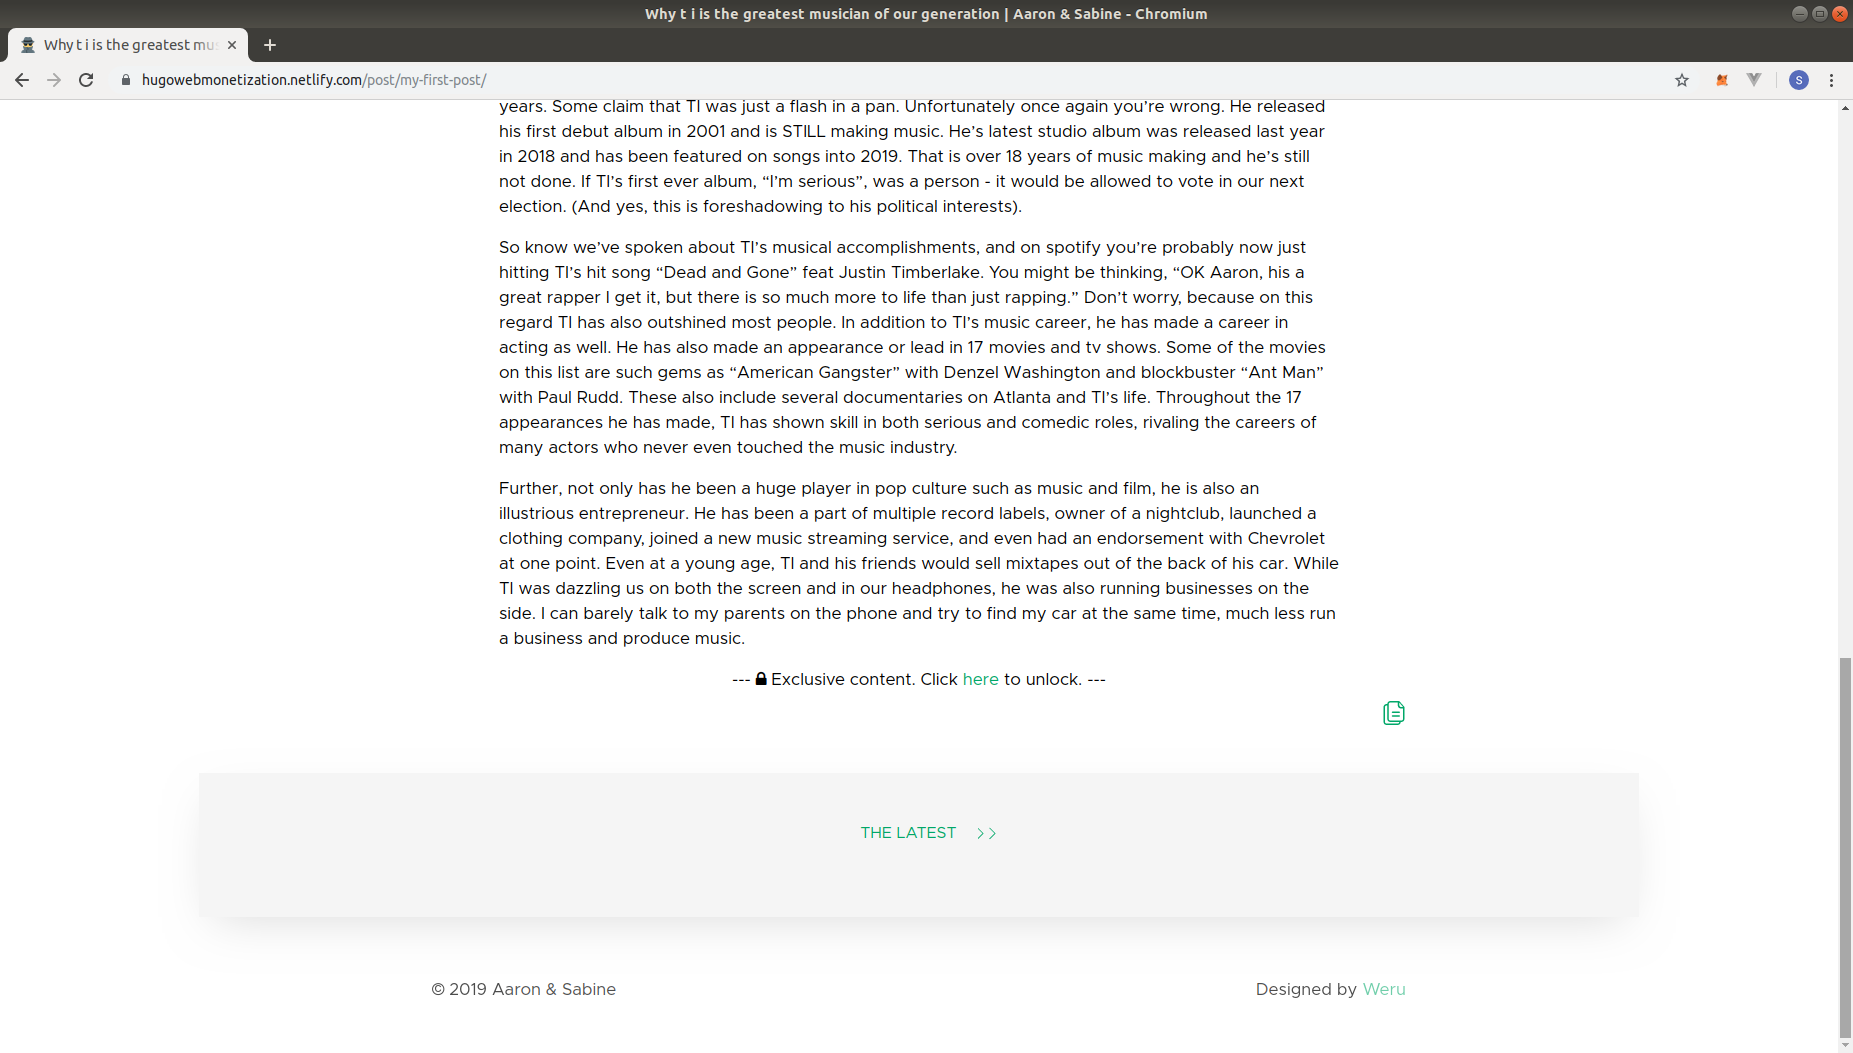 Why t i is the greatest musician of our generation | Aaron & Sabine - Chromium
Why t i is the greatest mus
hugowebmonetization.netlify.com/post/my-first-post/
S
years. Some claim that TI was just a flash in a pan. Unfortunately once again you’re wrong. He released
his first debut album in 2001 and is STILL making music. He’s latest studio album was released last year
in 2018 and has been featured on songs into 2019. That is over 18 years of music making and he’s still
not done. If TI’s first ever album, “I’m serious”, was a person - it would be allowed to vote in our next
election. (And yes, this is foreshadowing to his political interests).
So know we’ve spoken about TI’s musical accomplishments, and on spotify you’re probably now just
hitting TI’s hit song “Dead and Gone” feat Justin Timberlake. You might be thinking, “OK Aaron, his a
great rapper I get it, but there is so much more to life than just rapping.” Don’t worry, because on this
regard TI has also outshined most people. In addition to TI’s music career, he has made a career in
acting as well. He has also made an appearance or lead in 17 movies and tv shows. Some of the movies
on this list are such gems as “American Gangster” with Denzel Washington and blockbuster “Ant Man”
with Paul Rudd. These also include several documentaries on Atlanta and TI’s life. Throughout the 17
appearances he has made, TI has shown skill in both serious and comedic roles, rivaling the careers of
many actors who never even touched the music industry.
Further, not only has he been a huge player in pop culture such as music and film, he is also an
illustrious entrepreneur. He has been a part of multiple record labels, owner of a nightclub, launched a
clothing company, joined a new music streaming service, and even had an endorsement with Chevrolet
at one point. Even at a young age, TI and his friends would sell mixtapes out of the back of his car. While
TI was dazzling us on both the screen and in our headphones, he was also running businesses on the
side. I can barely talk to my parents on the phone and try to find my car at the same time, much less run
a business and produce music.
--- Exclusive content. Click here to unlock. ---
THE LATEST >>
© 2019 Aaron & Sabine
Designed by Weru